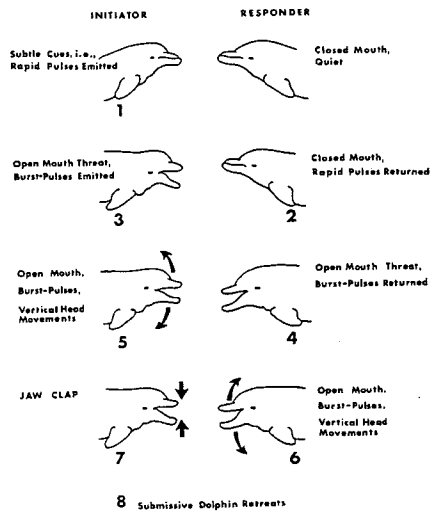 INITIATOR
RESPONDER
Subtle Cues, i.e.,
Rapid Pulses Emitted
Closed Mouth,
Quiet
1
Open Mouth Threat,
Burst-Pulses Emitted
Closed Mouth,
Rapid Pulses Returned
3
2
Open Mouth,
Burst-Pulses,
Vertical Head
Movements
Open Mouth Threat,
Burst-Pulses Returned
5
4
JAW CLAP
Open Mouth,
Burst-Pulses,
Vertical Head
Movements
7
6
8 Submissive Dolphin Retreats